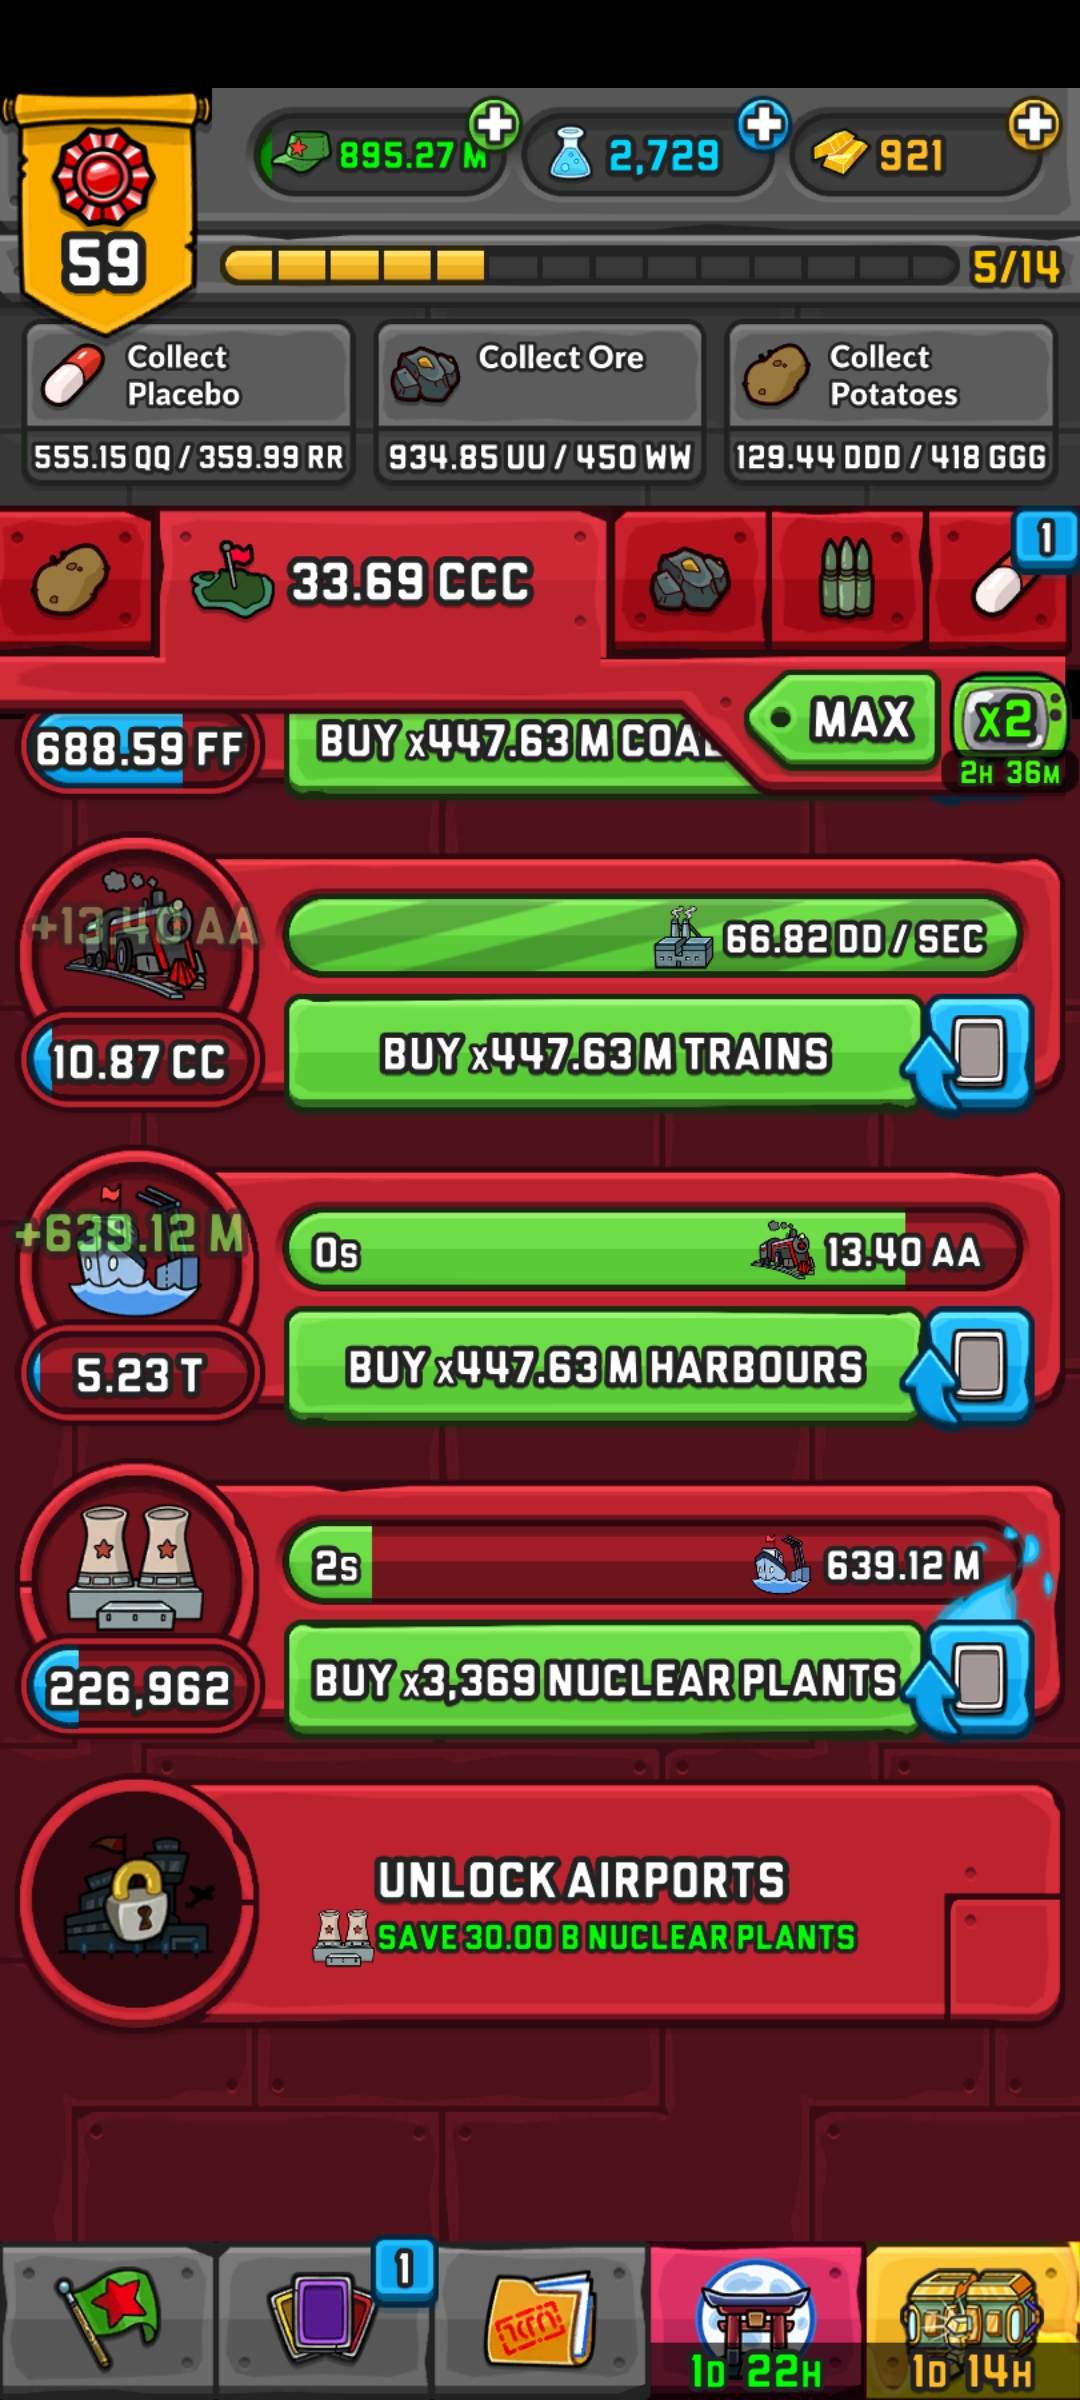 59
895.27 M
2,729
921
5/14
Collect
Placebo
555.15 QQ / 359.99 RR
Collect Ore
934.85 UU / 450 WW
Collect
Potatoes
129.44 DDD / 418 GGG
33.69 CCC
1
MAX
x2
2H 36M
688.59 FF
BUY x447.63 M COAL
+13.40 AA
66.82 DD / SEC
10.87 CC
BUY x447.63 M TRAINS
+639.12 M
0s
13.40 AA
5.23 T
BUY x447.63 M HARBOURS
2s
639.12 M
226,962
BUY x3,369 NUCLEAR PLANTS
UNLOCK AIRPORTS
SAVE 30.00 B NUCLEAR PLANTS
1
1D 22H
1D 14H